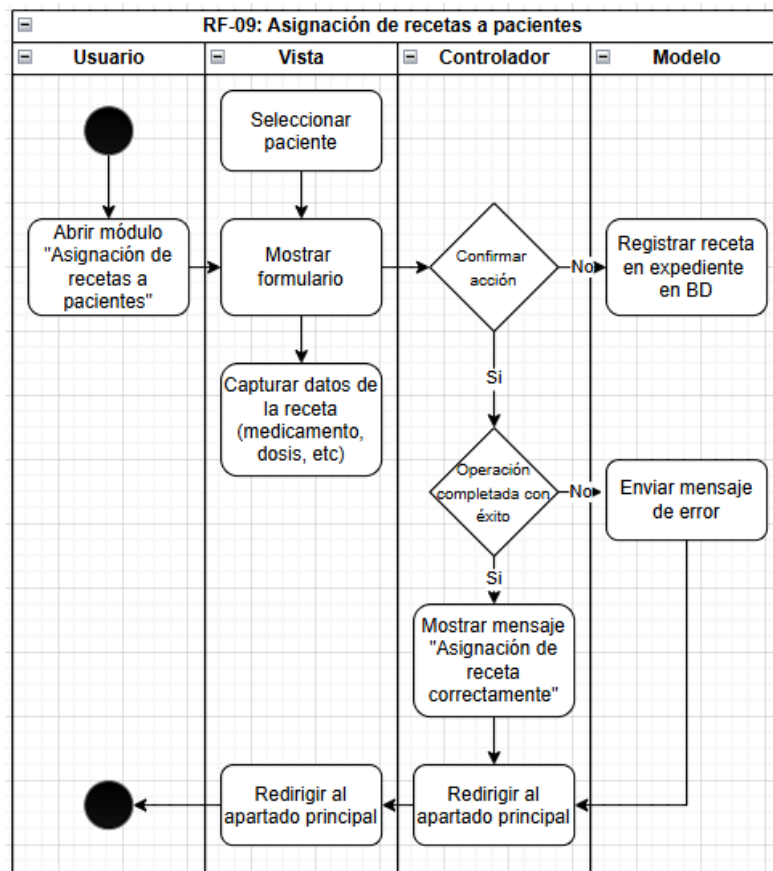 RF-09: Asignación de recetas a pacientes
Usuario
Vista
Controlador
Modelo
Seleccionar
paciente
Abrir módulo
"Asignación de
recetas a
pacientes"
Mostrar
formulario
Confirmar
acción
No
Registrar receta
en expediente
en BD
Si
Capturar datos de
la receta
(medicamento,
dosis, etc)
Operación
completada con
éxito
No
Enviar mensaje
de error
Si
Mostrar mensaje
"Asignación de
receta
correctamente"
Redirigir al
apartado principal
Redirigir al
apartado principal